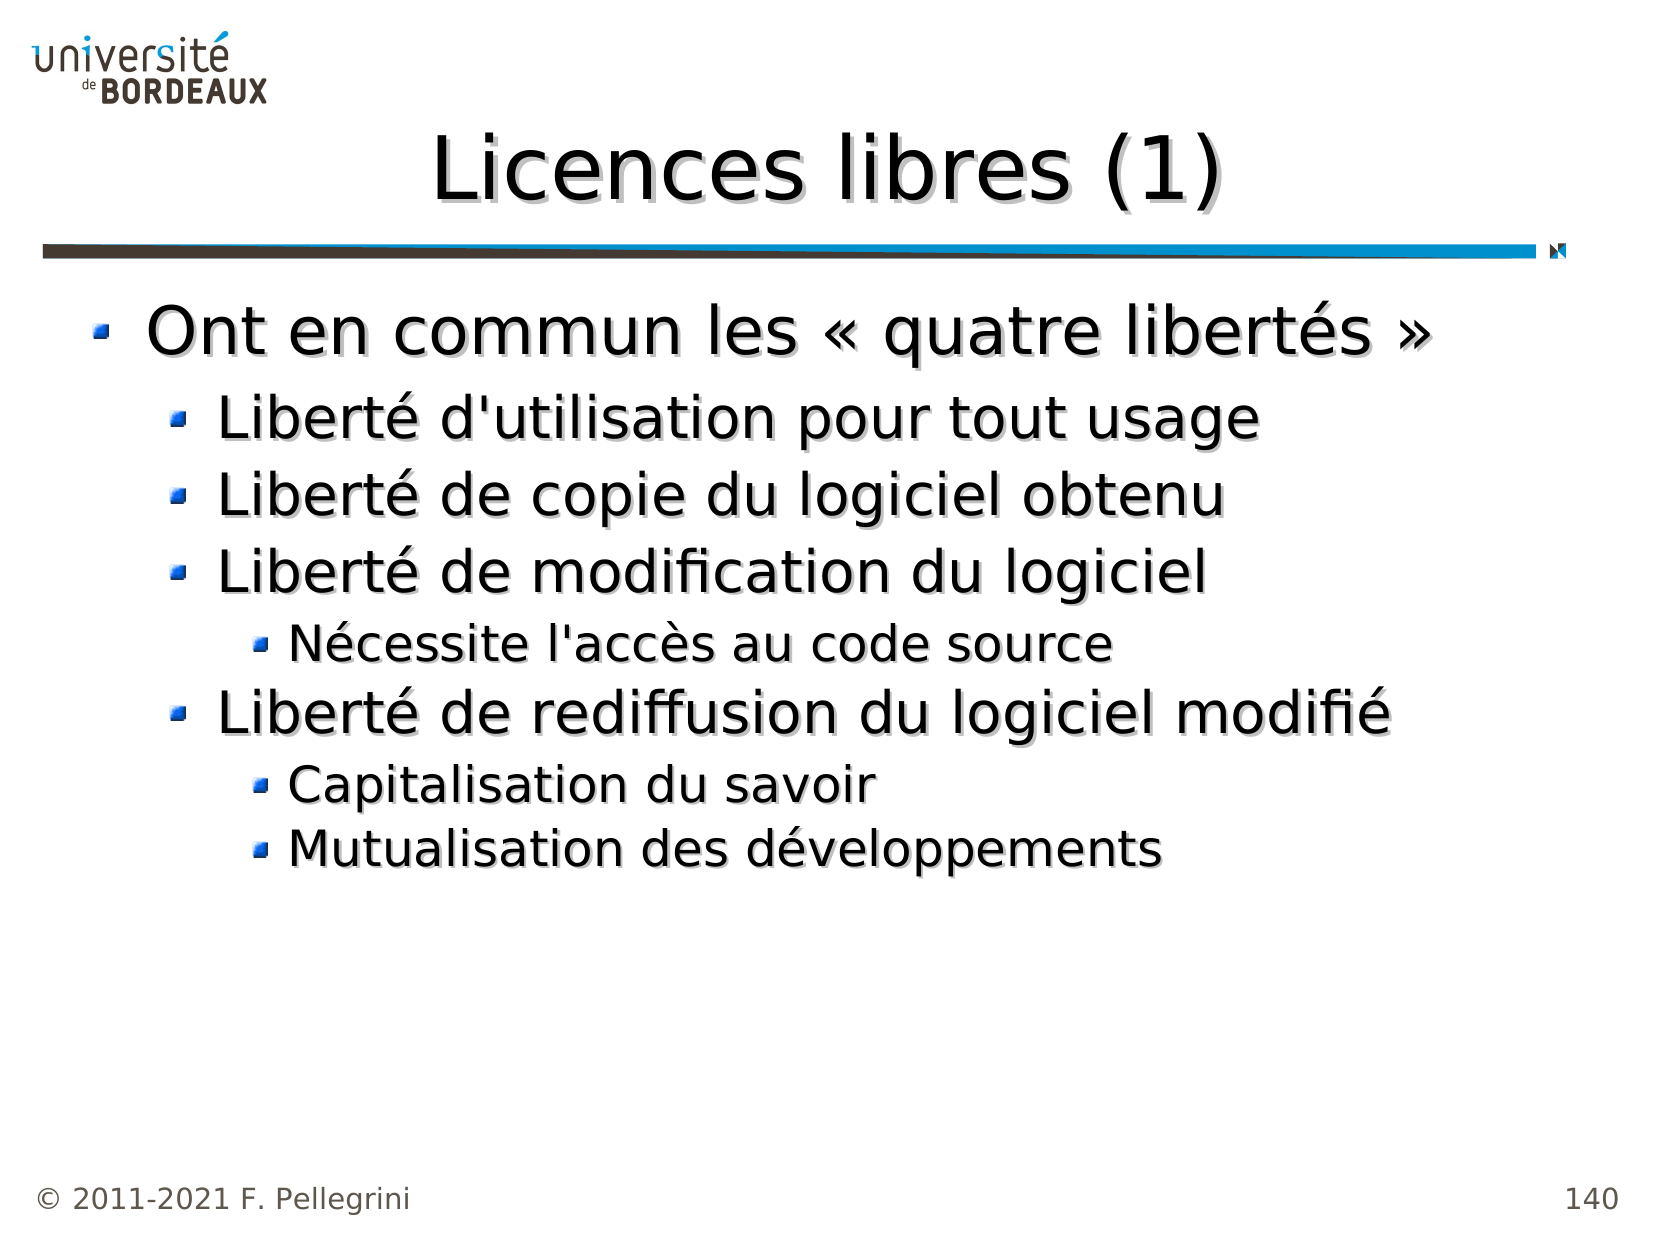 université
de BORDEAUX
Licences libres (1)
Ont en commun les « quatre libertés »
Liberté d'utilisation pour tout usage
Liberté de copie du logiciel obtenu
Liberté de modification du logiciel
Nécessite l'accès au code source
Liberté de rediffusion du logiciel modifié
Capitalisation du savoir
Mutualisation des développements
© 2011-2021 F. Pellegrini
140